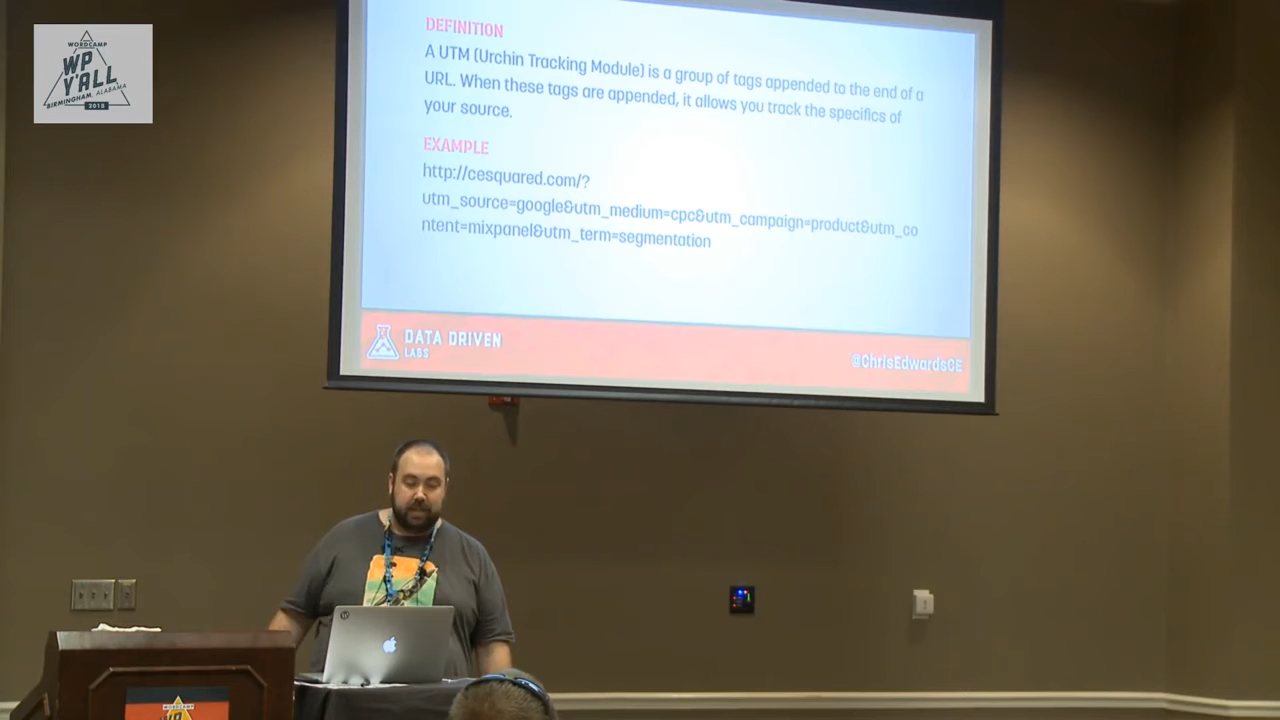 WORDCAMP
WP
Y'ALL
BIRMINGHAM, ALABAMA
2018
DEFINITION
A UTM (Urchin Tracking Module) is a group of tags appended to the end of a
URL. When these tags are appended, it allows you track the specifics of
your source.
EXAMPLE
http://cesquared.com/?
utm_source=google&utm_medium=cpc&utm_campaign=product&utm_co
ntent=mixpanel&utm_term=segmentation
DATA DRIVEN
LABS
@ChrisEdwardsCE
WORDCAMP
WP